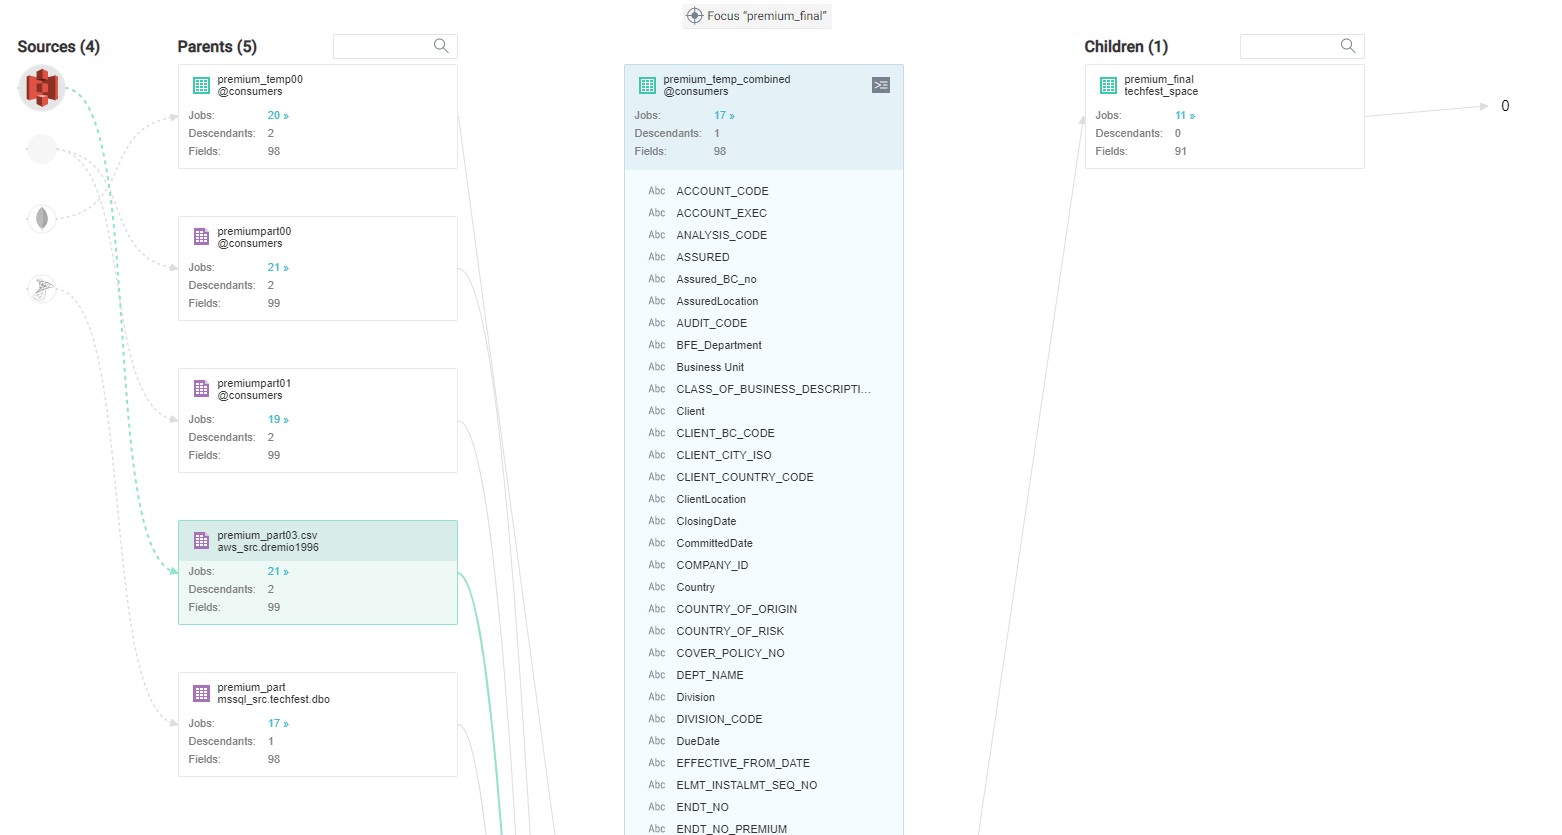 Focus “premium_final”
Sources (4)
Parents (5)
premium_temp00
@consumers
Jobs: 20 »
Descendants: 2
Fields: 98
premiumpart00
@consumers
Jobs: 21 »
Descendants: 2
Fields: 99
premiumpart01
@consumers
Jobs: 19 »
Descendants: 2
Fields: 99
premium_part03.csv
aws_src.dremio1996
Jobs: 21 »
Descendants: 2
Fields: 99
premium_part
mssql_src.techfest.dbo
Jobs: 17 »
Descendants: 1
Fields: 98
premium_temp_combined
@consumers
Jobs: 17 »
Descendants: 1
Fields: 98
Abc ACCOUNT_CODE
Abc ACCOUNT_EXEC
Abc ANALYSIS_CODE
Abc ASSURED
Abc Assured_BC_no
Abc AssuredLocation
Abc AUDIT_CODE
Abc BFE_Department
Abc Business Unit
Abc CLASS_OF_BUSINESS_DESCRIPTI...
Abc Client
Abc CLIENT_BC_CODE
Abc CLIENT_CITY_ISO
Abc CLIENT_COUNTRY_CODE
Abc ClientLocation
Abc ClosingDate
Abc CommittedDate
Abc COMPANY_ID
Abc Country
Abc COUNTRY_OF_ORIGIN
Abc COUNTRY_OF_RISK
Abc COVER_POLICY_NO
Abc DEPT_NAME
Abc Division
Abc DIVISION_CODE
Abc DueDate
Abc EFFECTIVE_FROM_DATE
Abc ELMT_INSTALMT_SEQ_NO
Abc ENDT_NO
Abc ENDT_NO_PREMIUM
Children (1)
premium_final
techfest_space
Jobs: 11 »
Descendants: 0
Fields: 91
0